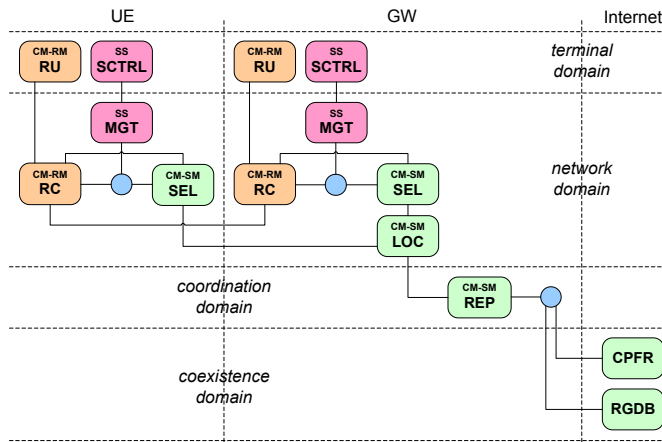 UE GW Internet
CM-RM SS CM-RM SS
RU SCTRL RU SCTRL
terminal
domain
SS SS
MGT MGT
CM-RM CM-SM CM-RM CM-SM
RC SEL RC SEL
network
domain
CM-SM
LOC
coordination
domain
CM-SM
REP
CPFR
coexistence
domain
RGDB